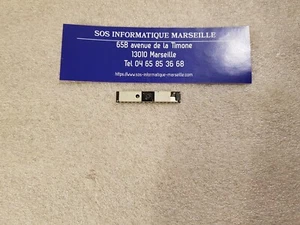 SOS INFORMATIQUE MARSEILLE
65B avenue de la Timone
13010 Marseille
Tel 04 65 85 36 68
https://www.sos-informatique-marseille.com